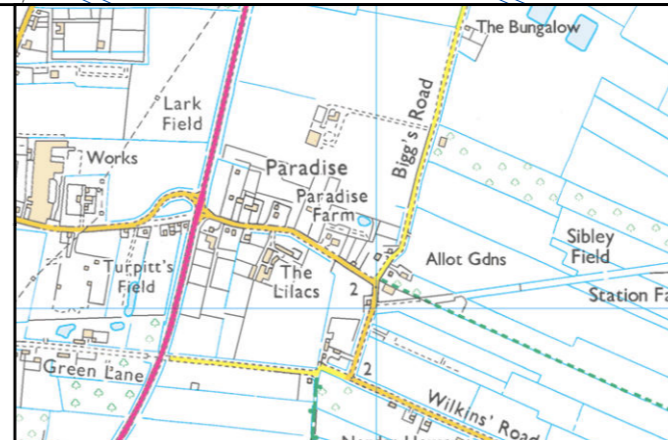 The Bungalow
Lark
Field
Bigg's Road
Works
Paradise
Paradise
Farm
Turpitt's
Field
The
Lilacs
Allot Gdns
Sibley
Field
2
Station
Green Lane
2
Wilkins' Road